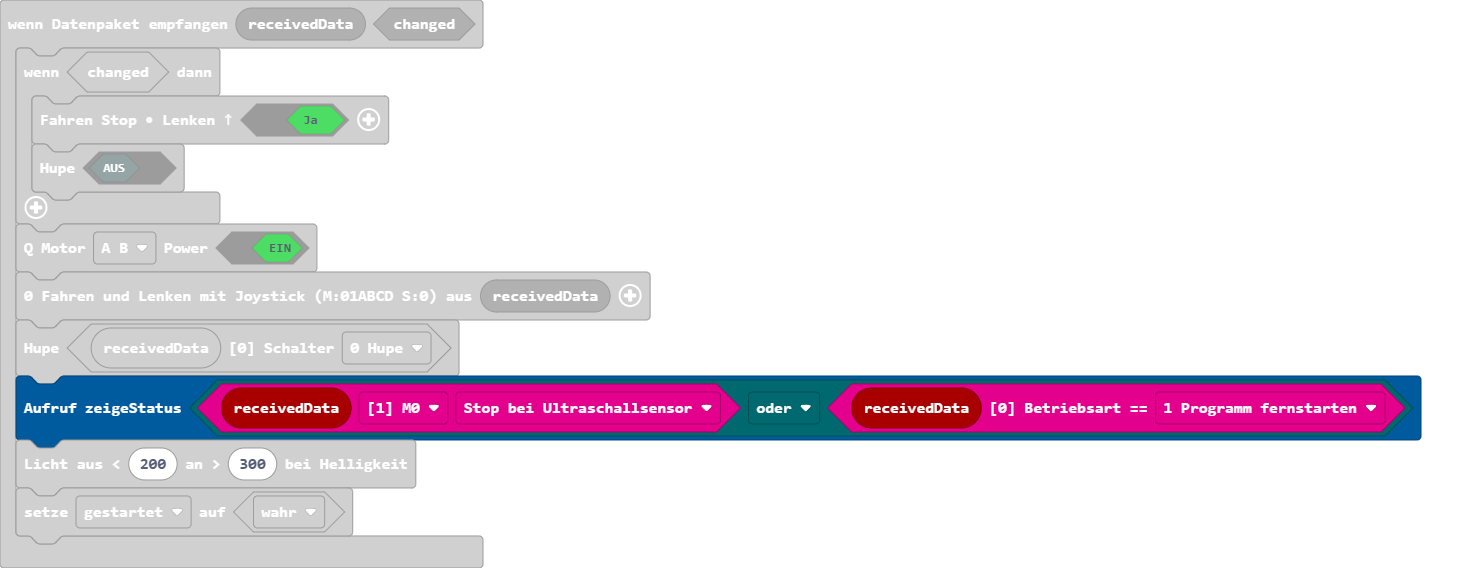 wenn Datenpaket empfangen receivedData changed
wenn changed dann
Fahren Stop • Lenken ↑ Ja
Hupe AUS
Q Motor A B Power EIN
0 Fahren und Lenken mit Joystick (M:01ABCD S:0) aus receivedData
Hupe receivedData [0] Schalter 0 Hupe
Aufruf zeigeStatus receivedData [1] M0 Stop bei Ultraschallsensor oder receivedData [0] Betriebsart == 1 Programm fernstarten
Licht aus < 200 an > 300 bei Helligkeit
setze gestartet auf wahr